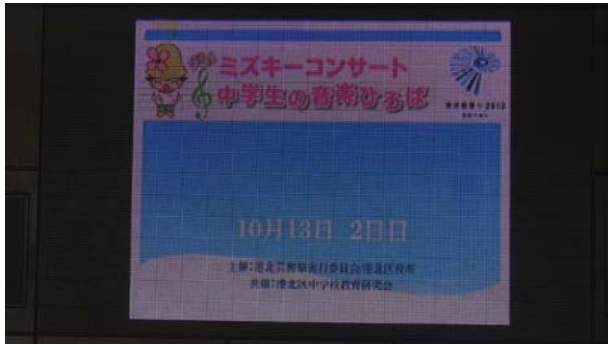 ミズキーコンサート
中学生の音楽ひろば
10月13日 2日目
主催:港北芸術祭実行委員会/港北区役所
共催:港北区中学校教育研究会